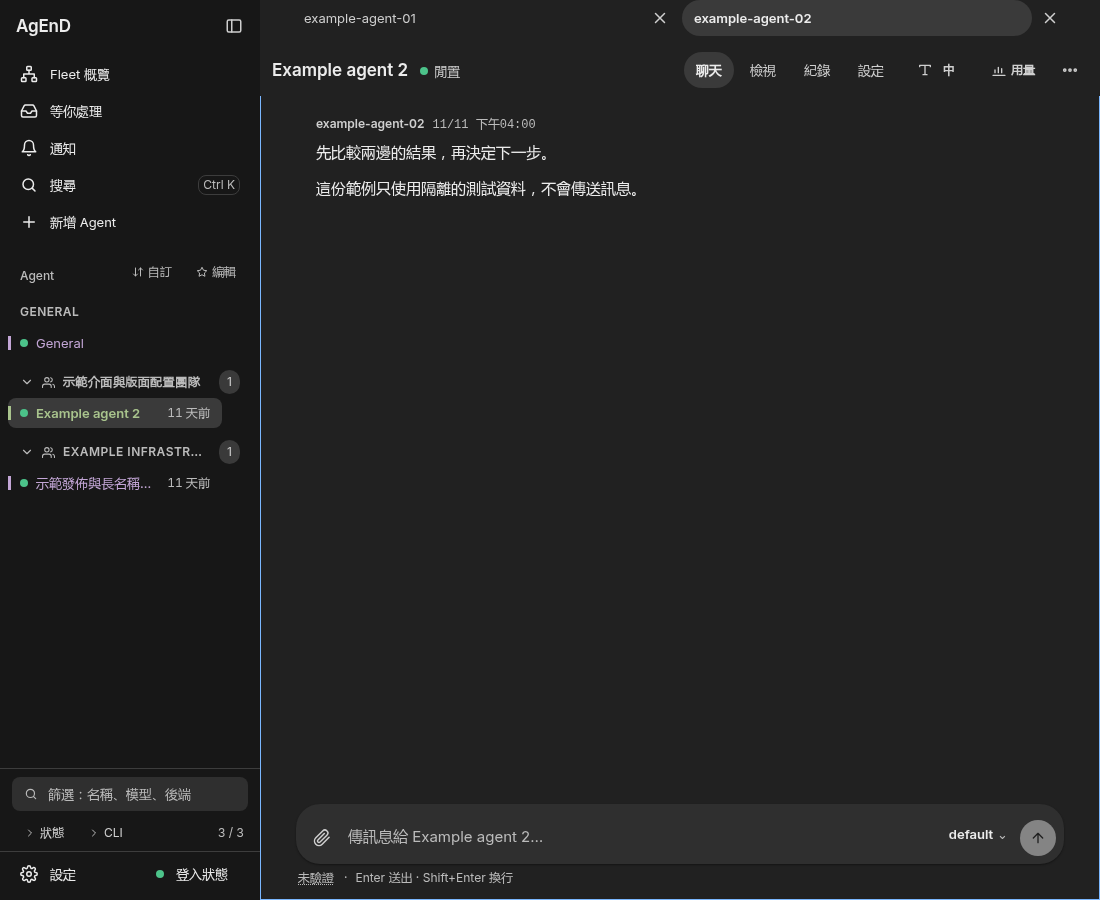 AgEnD
Fleet 概覽
等你處理
通知
搜尋 Ctrl K
新增 Agent
Agent 自訂 編輯
GENERAL
General
示範介面與版面配置團隊 1
Example agent 2 11 天前
EXAMPLE INFRASTR... 1
示範發佈與長名稱... 11 天前
篩選：名稱、模型、後端
狀態 CLI 3 / 3
設定 登入狀態
example-agent-01
example-agent-02
Example agent 2 閒置
聊天 檢視 紀錄 設定 中 用量
example-agent-02 11/11 下午04:00
先比較兩邊的結果，再決定下一步。
這份範例只使用隔離的測試資料，不會傳送訊息。
傳訊息給 Example agent 2... default
未驗證 · Enter 送出 · Shift+Enter 換行